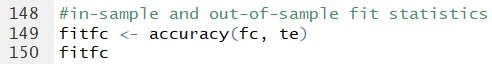 148 #in-sample and out-of-sample fit statistics
149 fitfc <- accuracy(fc, te)
150 fitfc